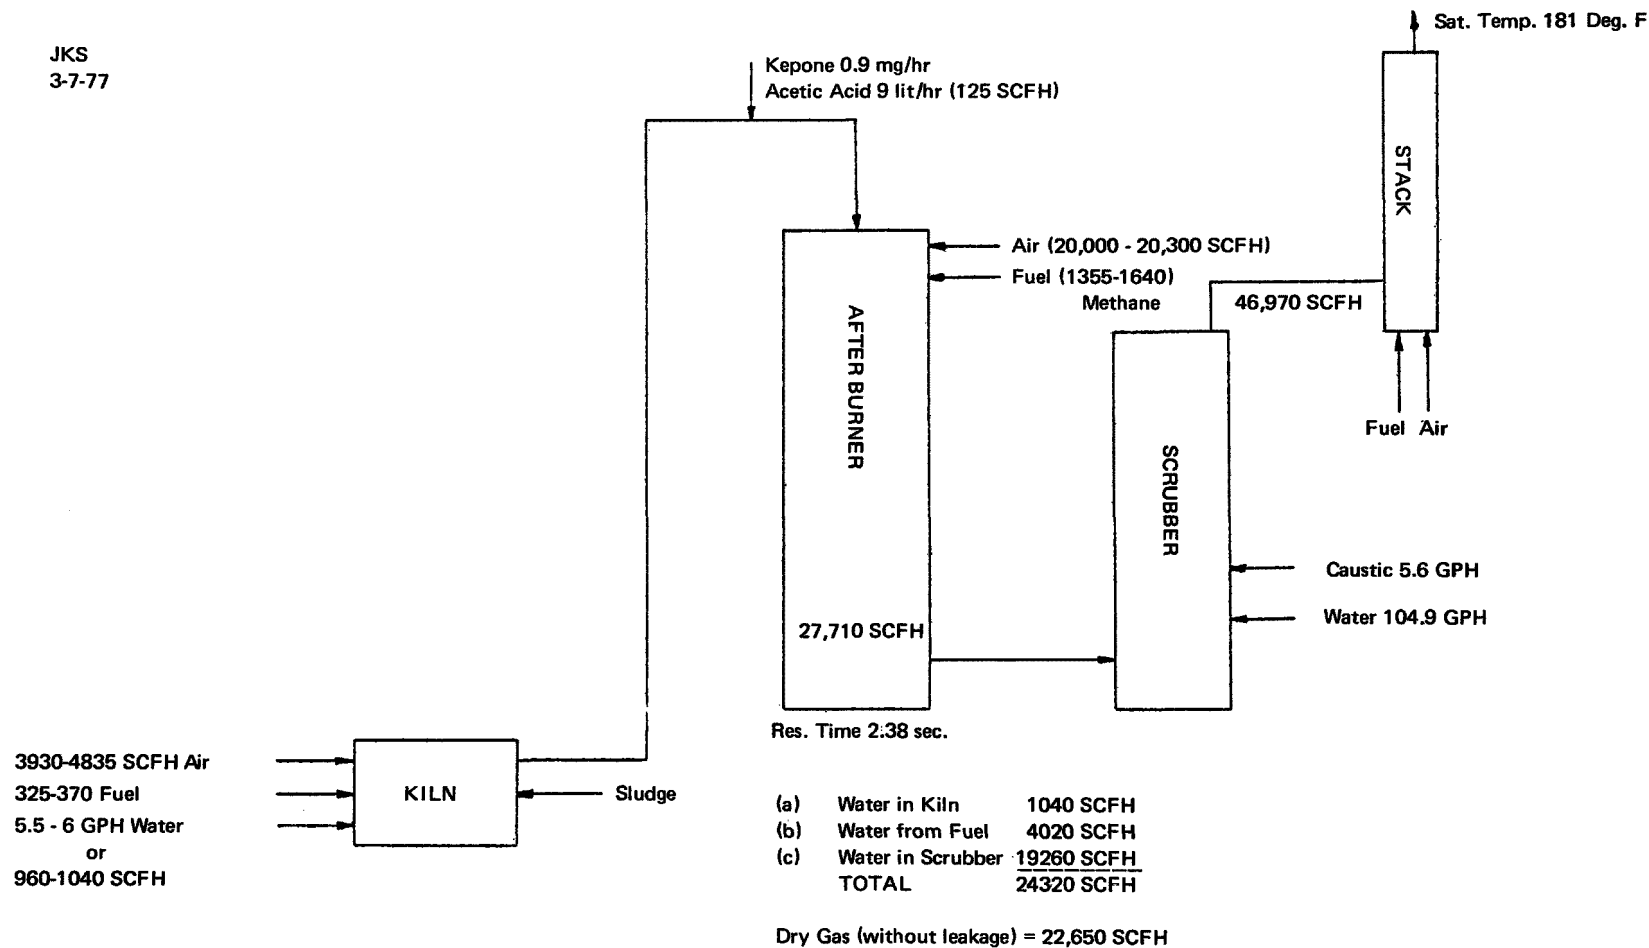 JKS
3-7-77
Sat. Temp. 181 Deg. F
Kepone 0.9 mg/hr
Acetic Acid 9 lit/hr (125 SCFH)
STACK
Air (20,000 - 20,300 SCFH)
Fuel (1355-1640)
Methane
46,970 SCFH
AFTER BURNER
Fuel Air
SCRUBBER
Caustic 5.6 GPH
Water 104.9 GPH
27,710 SCFH
Res. Time 2.38 sec.
3930-4835 SCFH Air
325-370 Fuel
5.5 - 6 GPH Water
or
960-1040 SCFH
KILN
Sludge
(a) Water in Kiln 1040 SCFH
(b) Water from Fuel 4020 SCFH
(c) Water in Scrubber 19260 SCFH
TOTAL 24320 SCFH
Dry Gas (without leakage) = 22,650 SCFH